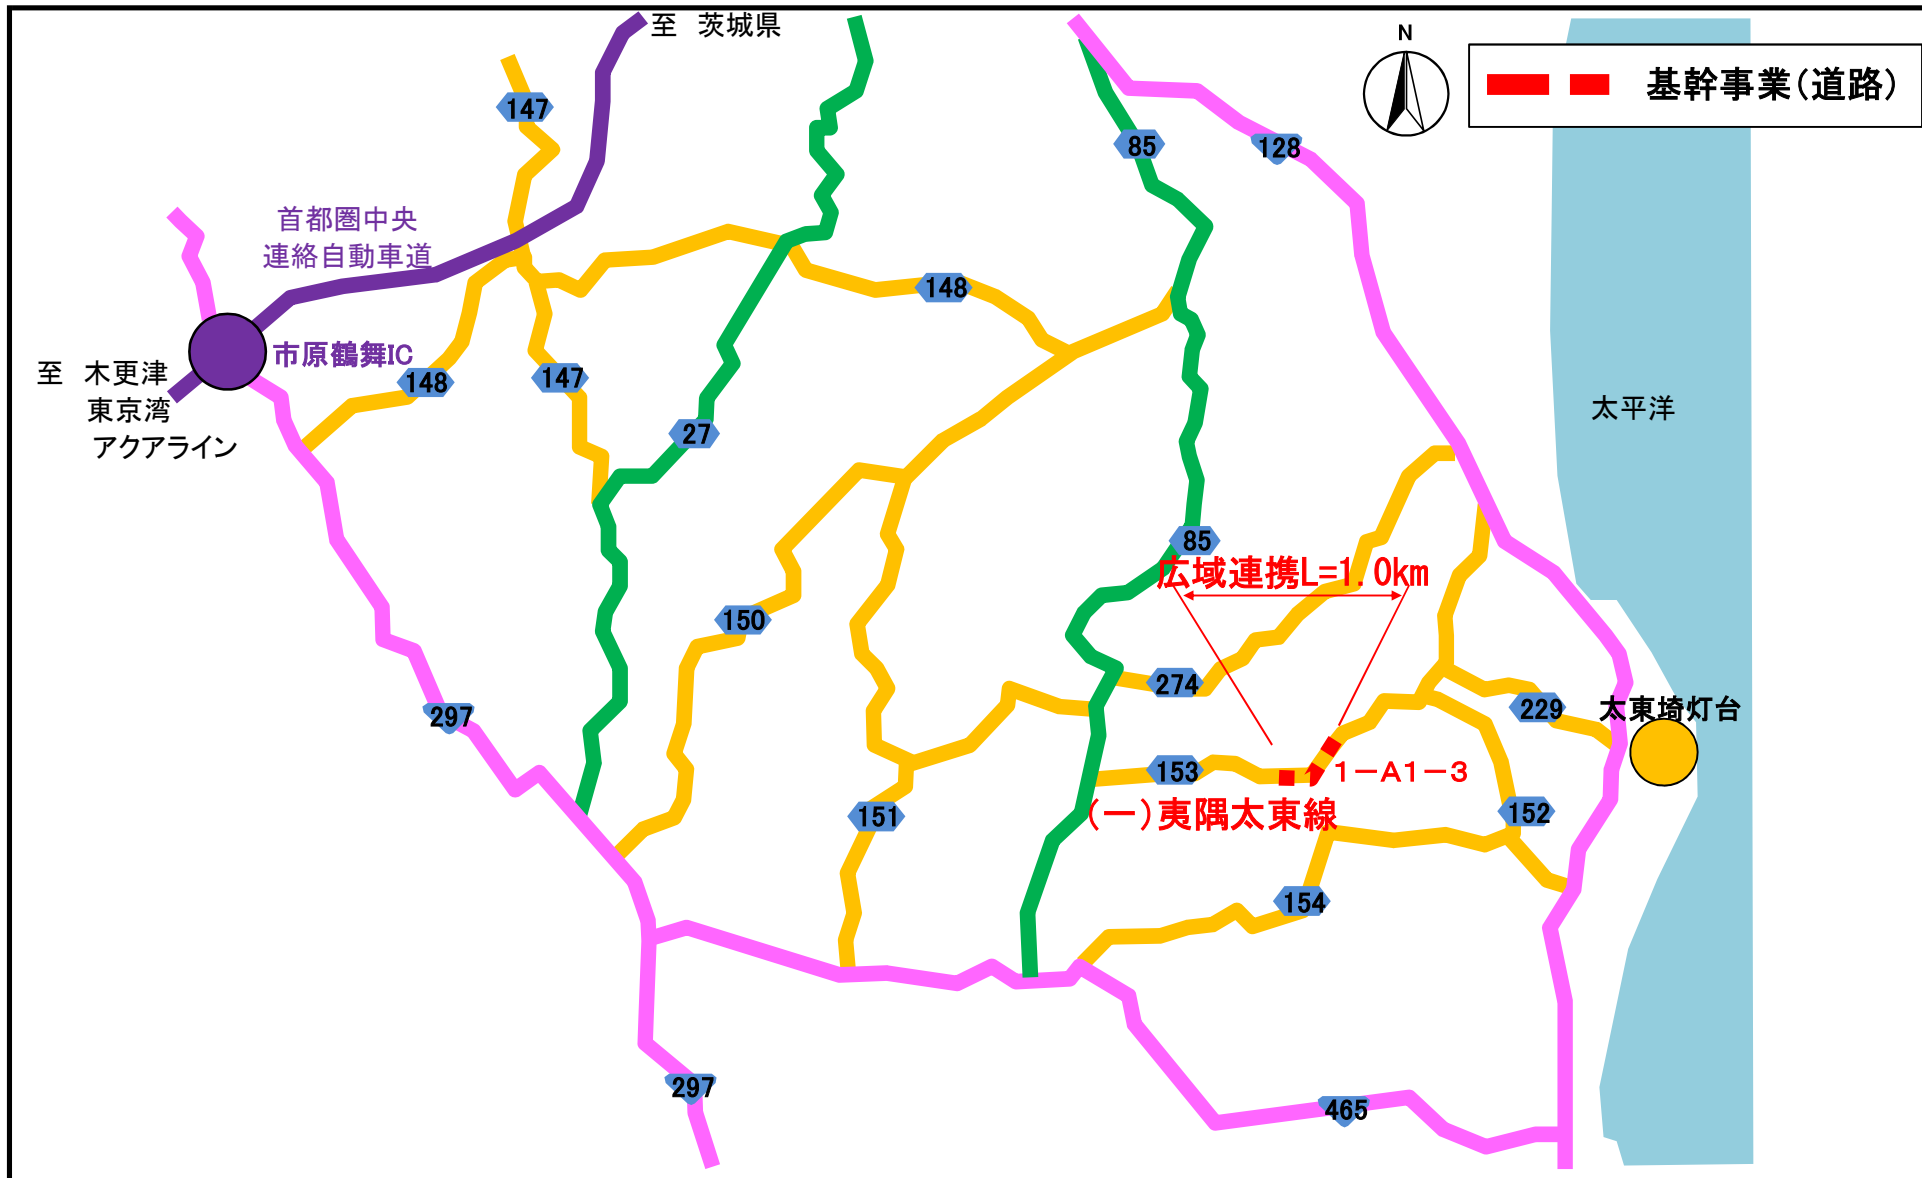 至 茨城県
N
基幹事業(道路)
147
85
128
首都圏中央
連絡自動車道
148
市原鶴舞IC
至 木更津
東京湾
アクアライン
148
147
27
太平洋
85
広域連携L=1.0km
150
274
297
229
太東埼灯台
153
1-A1-3
(一)夷隅太東線
151
152
154
297
465